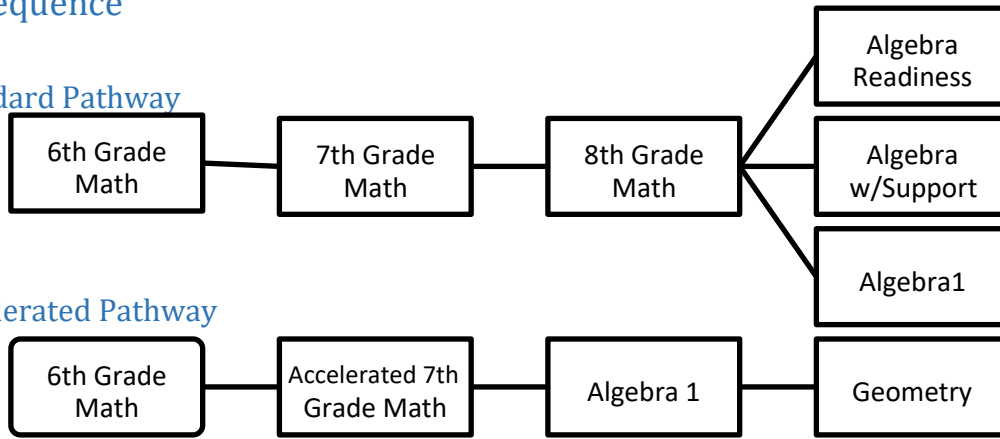 equence
Algebra
Readiness
dard Pathway
6th Grade
Math
7th Grade
Math
8th Grade
Math
Algebra
w/Support
Algebra1
lerated Pathway
6th Grade
Math
Accelerated 7th
Grade Math
Algebra 1
Geometry